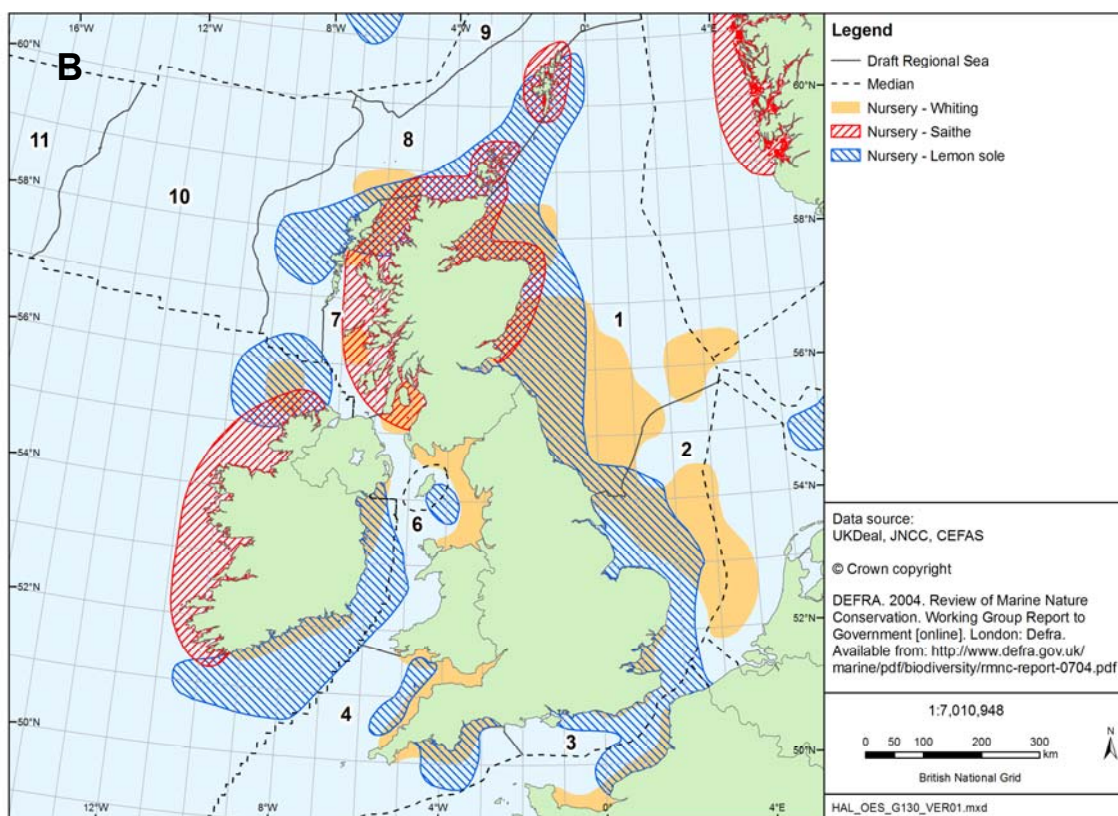 B
16°W
12°W
8°W
4°W
0°
4°E
60°N
60°N
58°N
58°N
56°N
56°N
54°N
54°N
52°N
52°N
50°N
50°N
12°W
8°W
0°
4°E
9
11
8
10
7
1
2
6
4
3
Legend
Draft Regional Sea
Median
Nursery - Whiting
Nursery - Saithe
Nursery - Lemon sole
Data source:
UKDeal, JNCC, CEFAS
© Crown copyright
DEFRA. 2004. Review of Marine Nature
Conservation. Working Group Report to
Government [online]. London: Defra.
Available from: http://www.defra.gov.uk/
marine/pdf/biodiversity/rmnc-report-0704.pdf
1:7,010,948
N
0 50 100 200 300
km
British National Grid
HAL_OES_G130_VER01.mxd